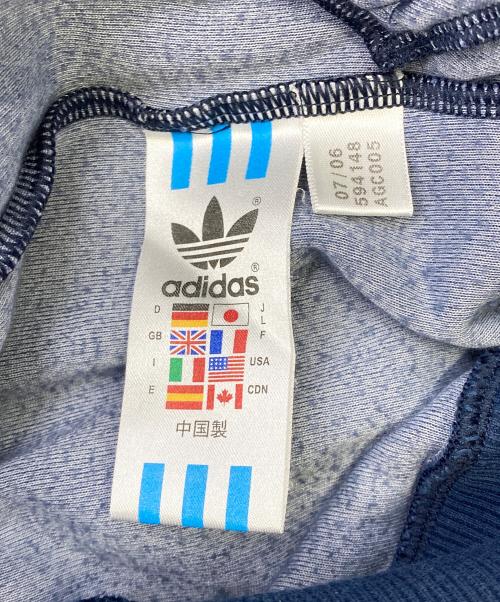 07/06
594148
AGC005
®
adidas®
D J L
GB F
I USA
E CDN
中国製